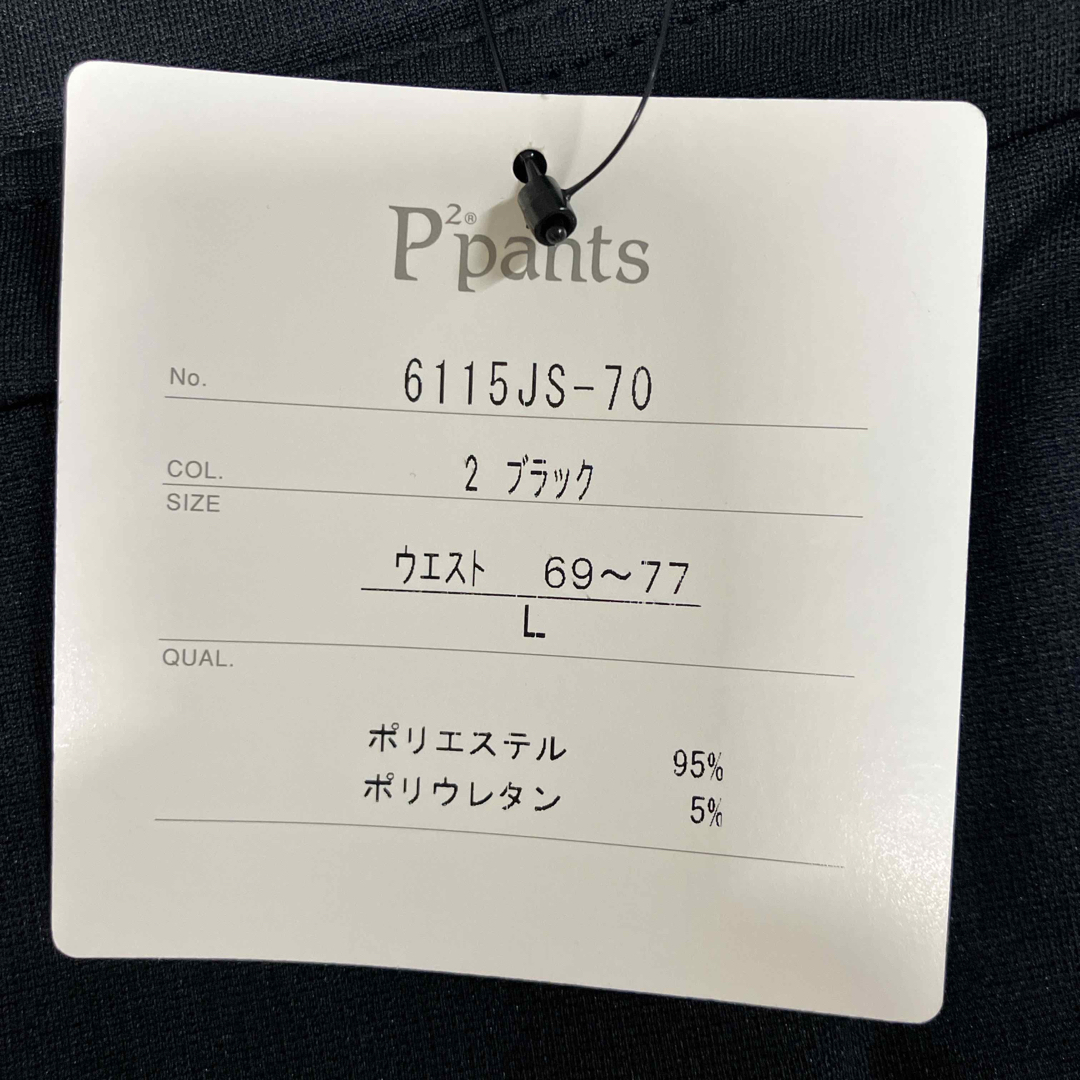 P²® pants
No. 6115JS-70
COL. 2 ブラック
SIZE
ウエスト 69〜77
L
QUAL.
ポリエステル 95%
ポリウレタン 5%